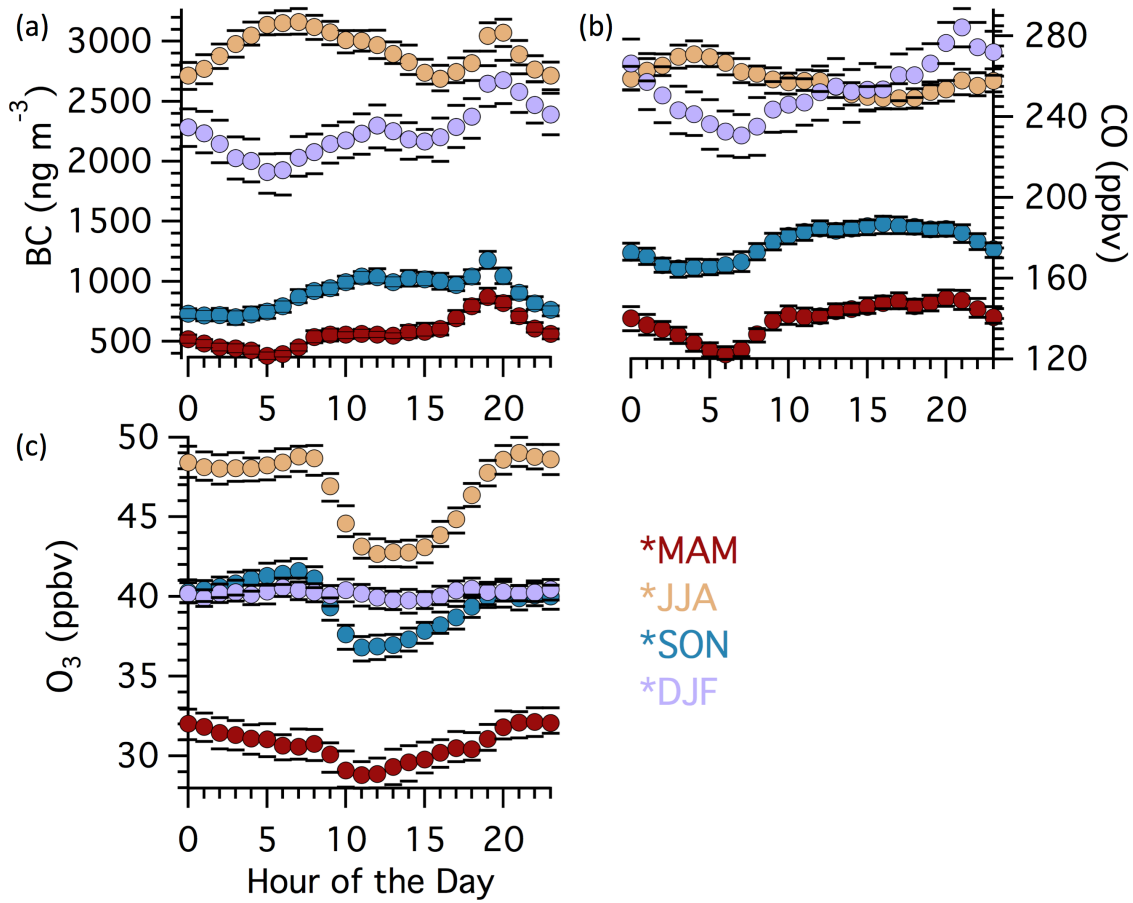 (a)
BC (ng m-3)
3000
2500
2000
1500
1000
500
0 5 10 15 20
(b)
CO (ppbv)
280
240
200
160
120
0 5 10 15 20
(c)
O3 (ppbv)
50
45
40
35
30
0 5 10 15 20
Hour of the Day
*MAM
*JJA
*SON
*DJF